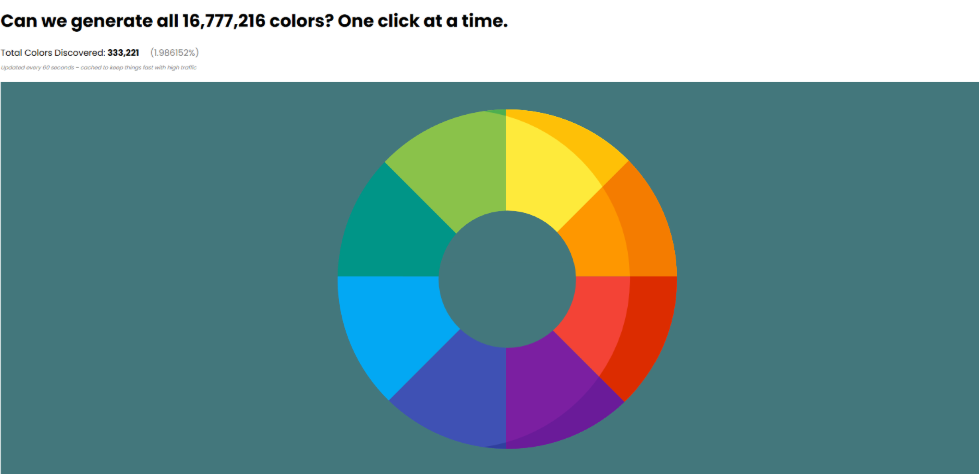 Can we generate all 16,777,216 colors? One click at a time.
Total Colors Discovered: 333,221 (1.986152%)
Updated every 60 seconds – cached to keep things fast with high traffic